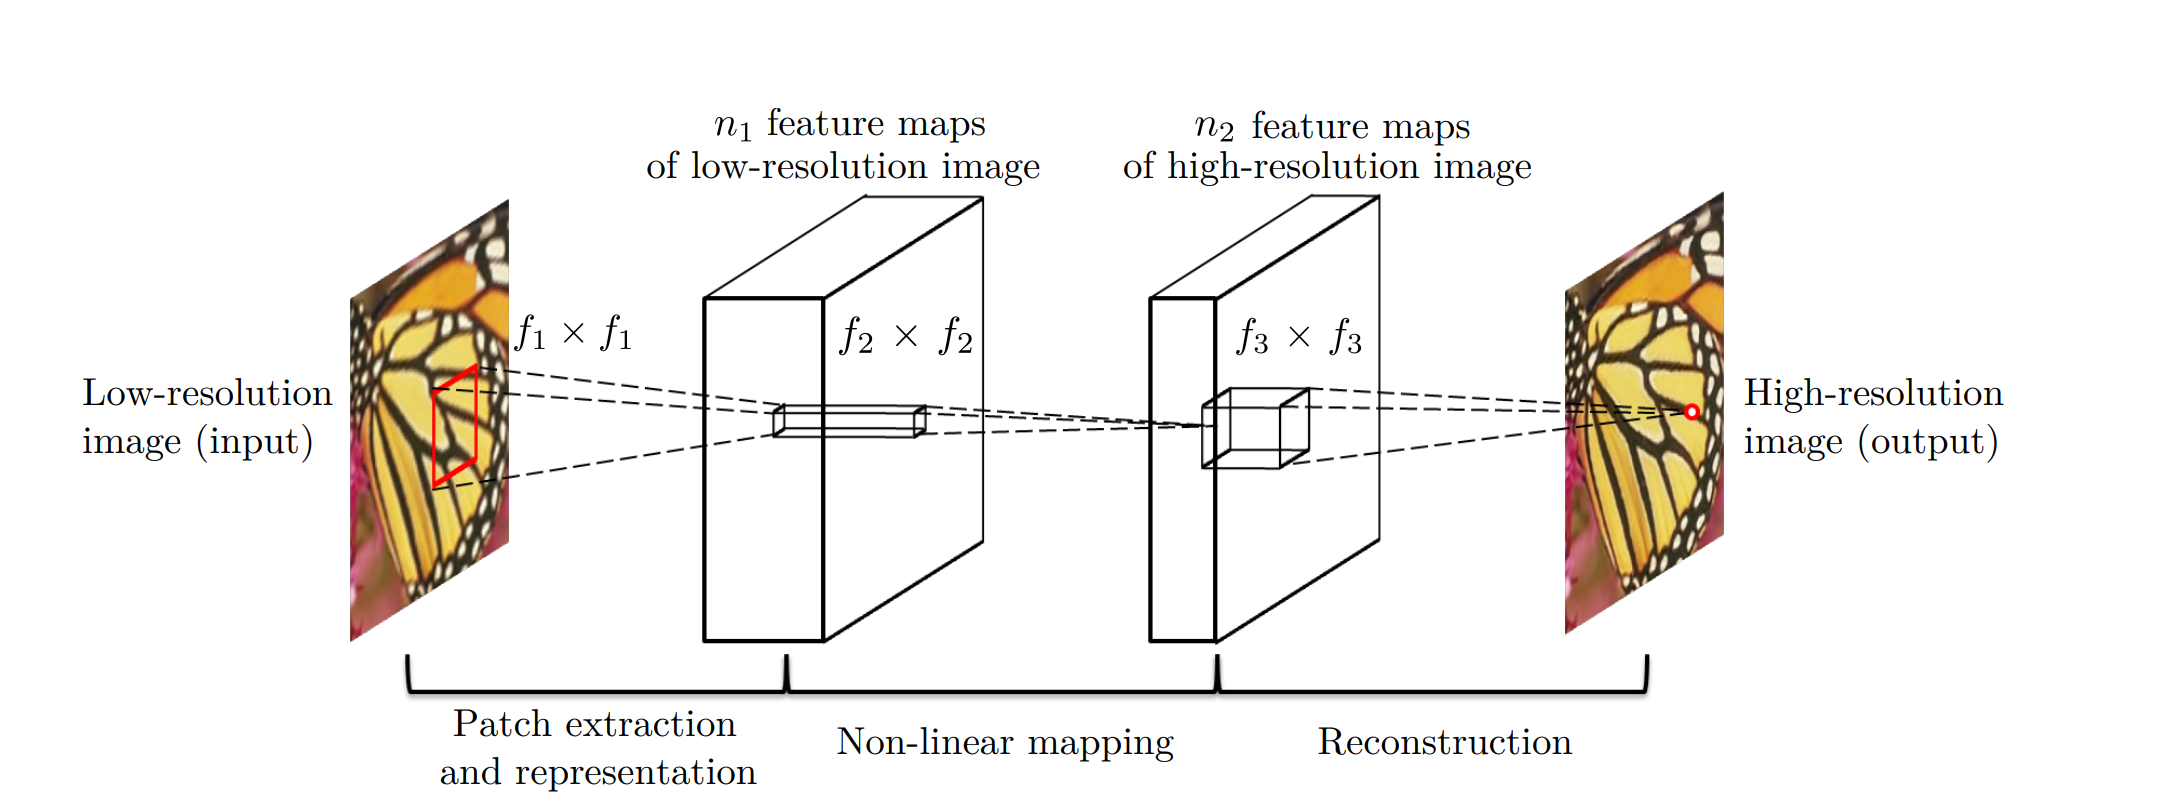 n₁ feature maps
of low-resolution image
n₂ feature maps
of high-resolution image
f₁ × f₁
f₂ × f₂
f₃ × f₃
Low-resolution
image (input)
High-resolution
image (output)
Patch extraction
and representation
Non-linear mapping
Reconstruction